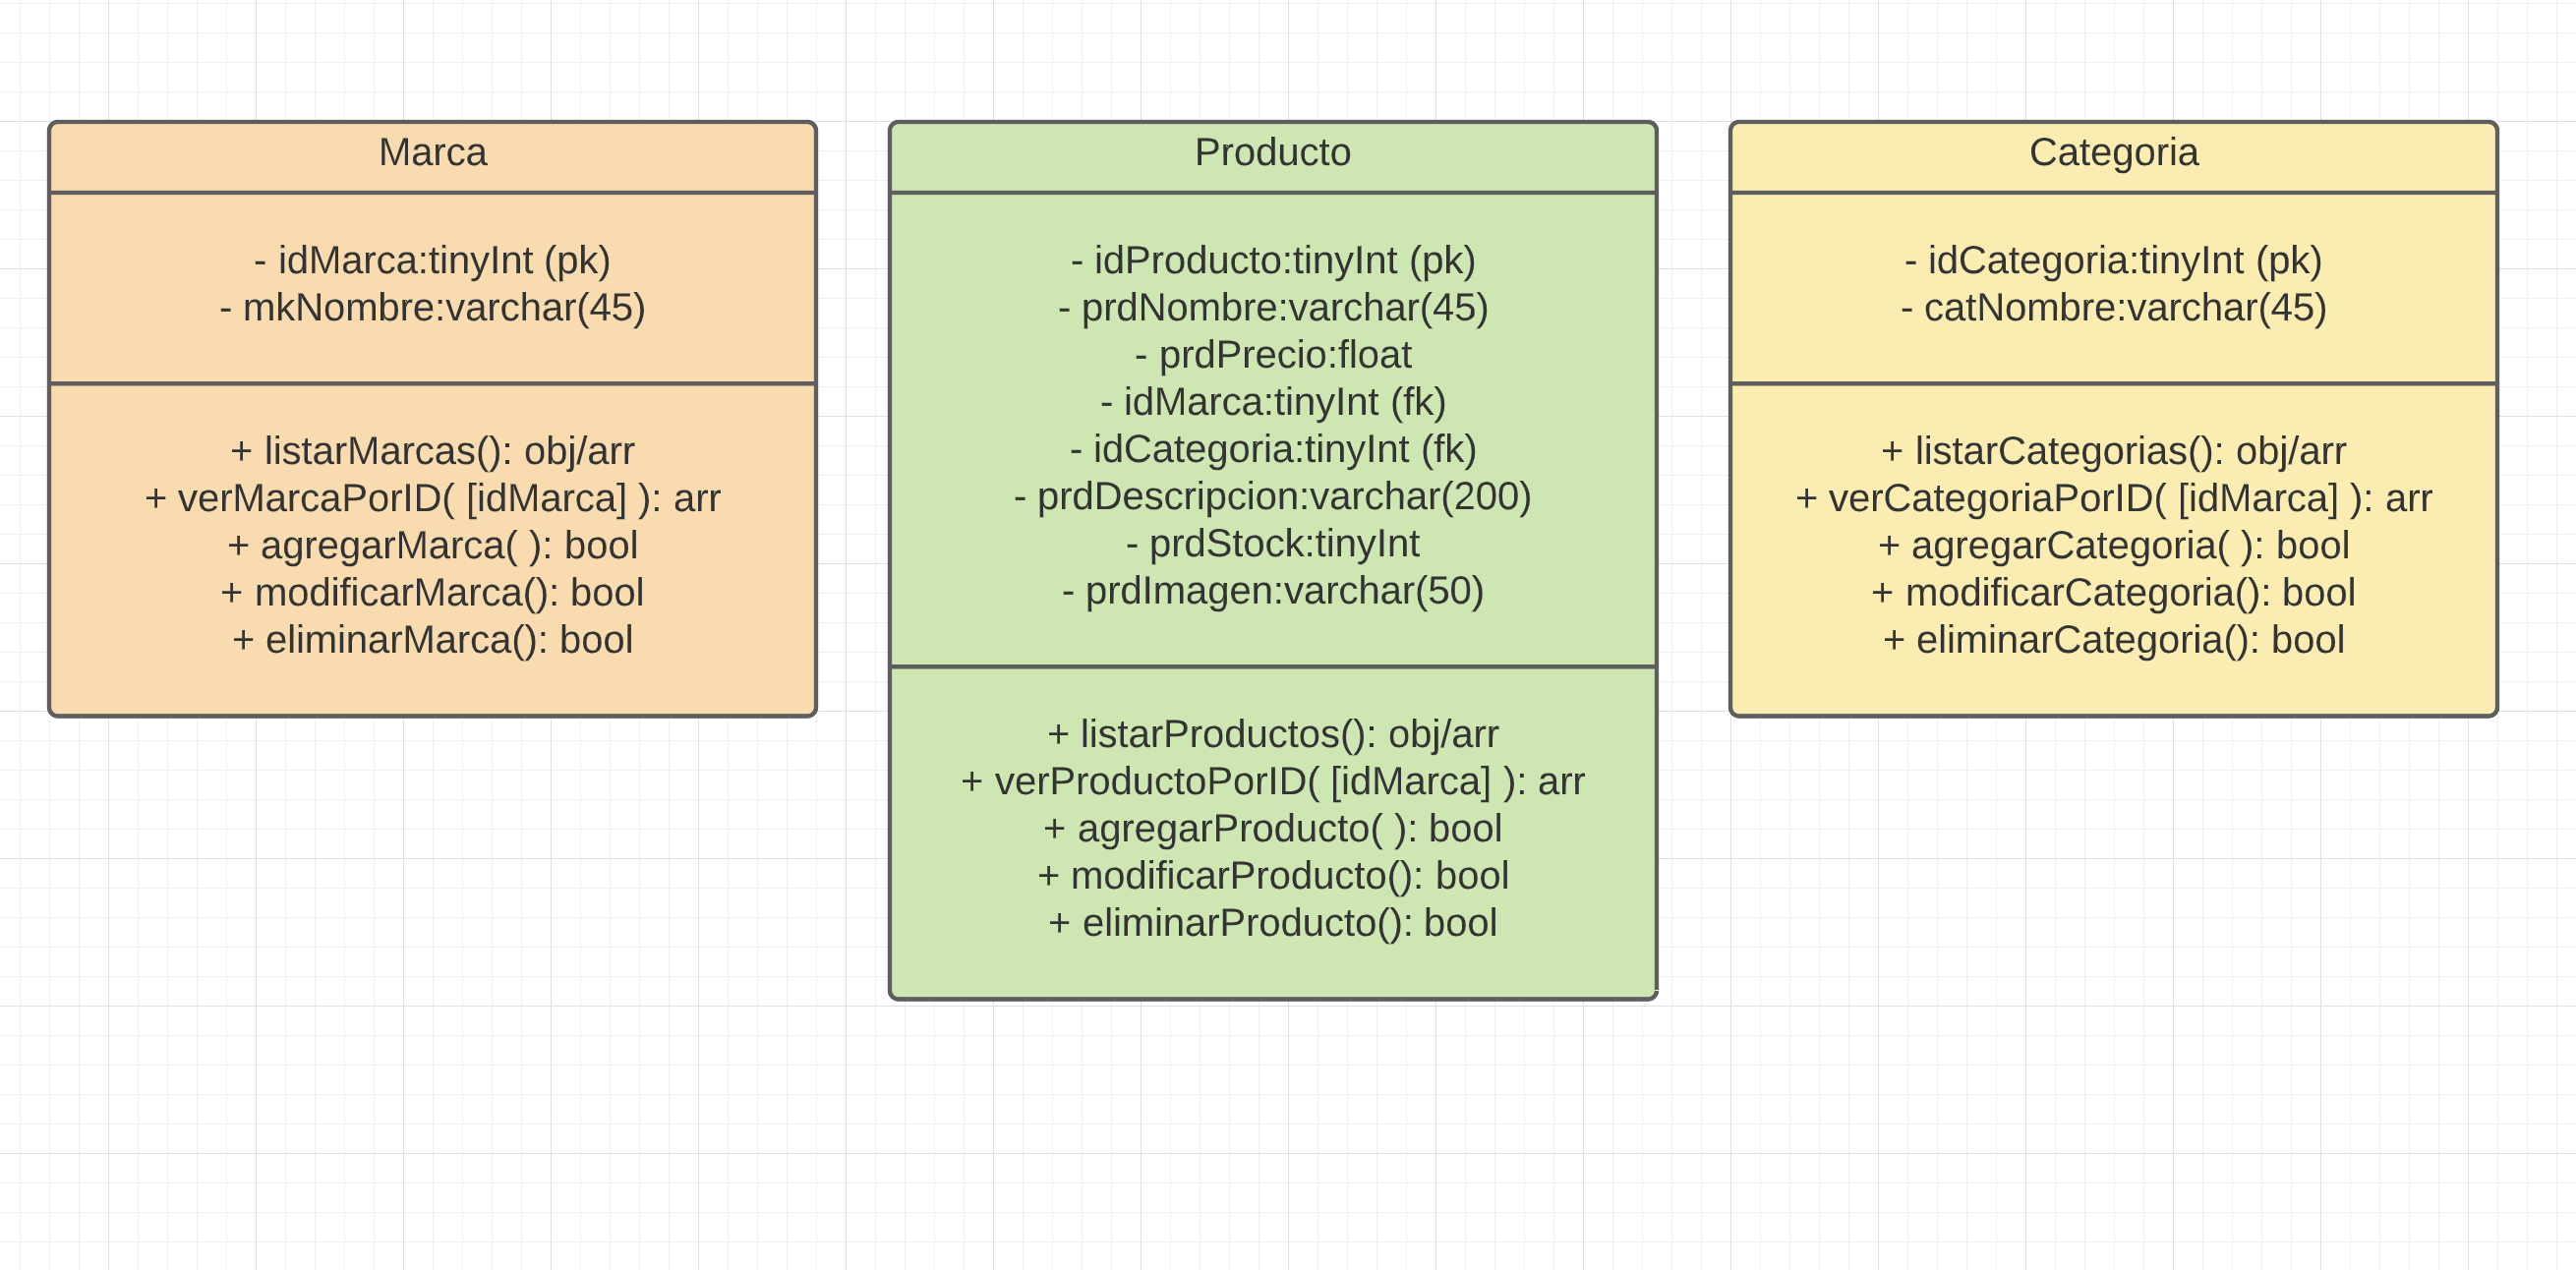 Marca
- idMarca:tinyInt (pk)
- mkNombre:varchar(45)
+ listarMarcas(): obj/arr
+ verMarcaPorID( [idMarca] ): arr
+ agregarMarca( ): bool
+ modificarMarca(): bool
+ eliminarMarca(): bool
Producto
- idProducto:tinyInt (pk)
- prdNombre:varchar(45)
- prdPrecio:float
- idMarca:tinyInt (fk)
- idCategoria:tinyInt (fk)
- prdDescripcion:varchar(200)
- prdStock:tinyInt
- prdImagen:varchar(50)
+ listarProductos(): obj/arr
+ verProductoPorID( [idMarca] ): arr
+ agregarProducto( ): bool
+ modificarProducto(): bool
+ eliminarProducto(): bool
Categoria
- idCategoria:tinyInt (pk)
- catNombre:varchar(45)
+ listarCategorias(): obj/arr
+ verCategoriaPorID( [idMarca] ): arr
+ agregarCategoria( ): bool
+ modificarCategoria(): bool
+ eliminarCategoria(): bool